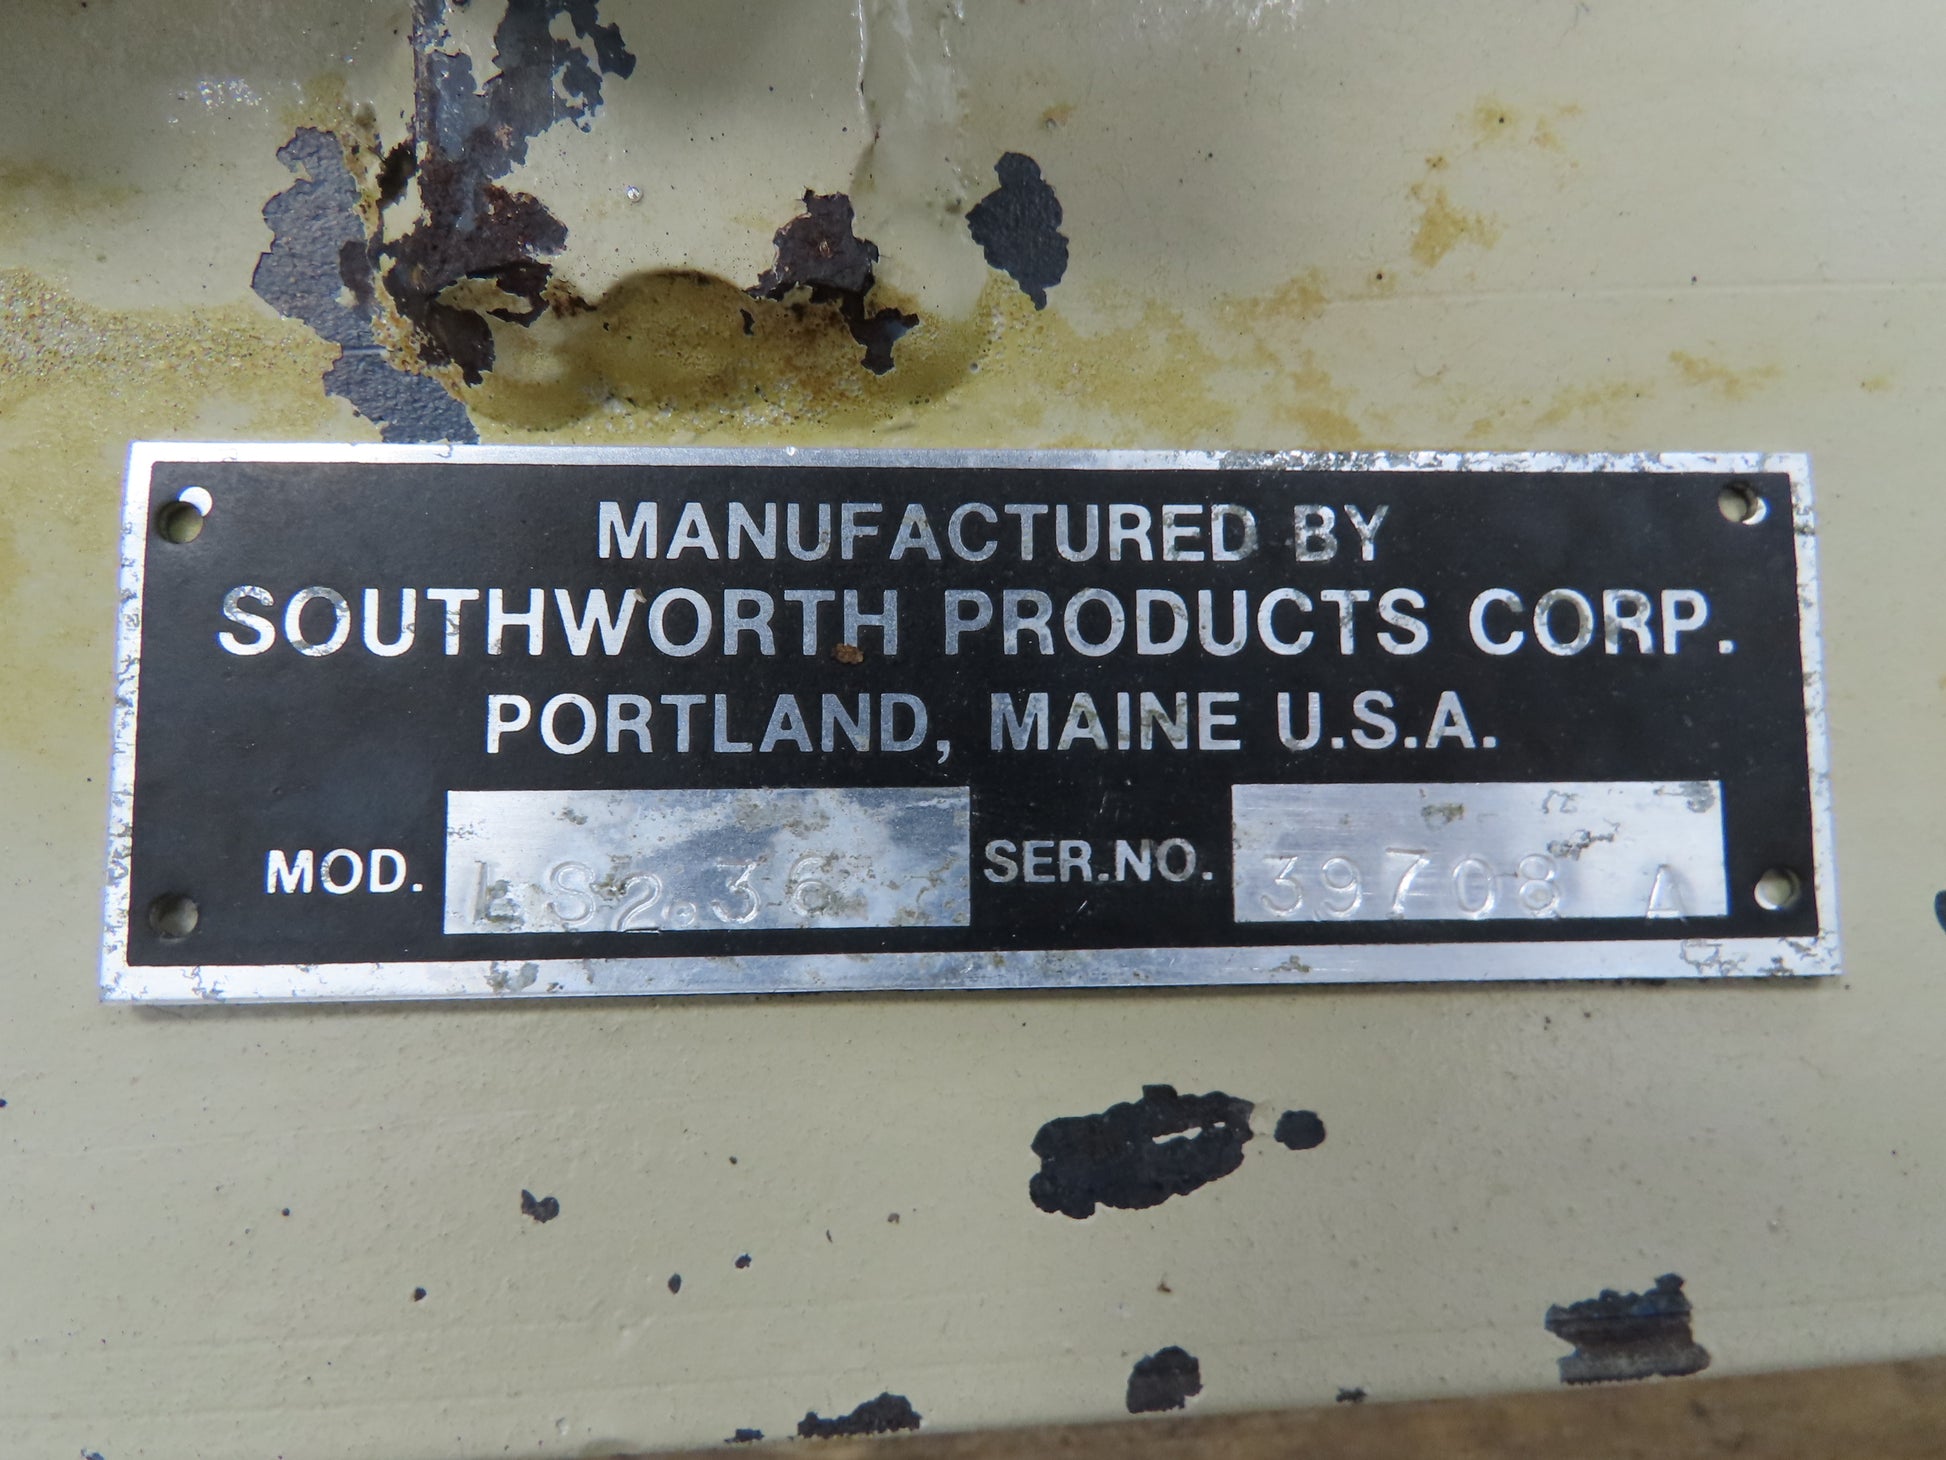 MANUFACTURED BY
SOUTHWORTH PRODUCTS CORP.
PORTLAND, MAINE U.S.A.
MOD. LS2.36 SER.NO. 39708 A